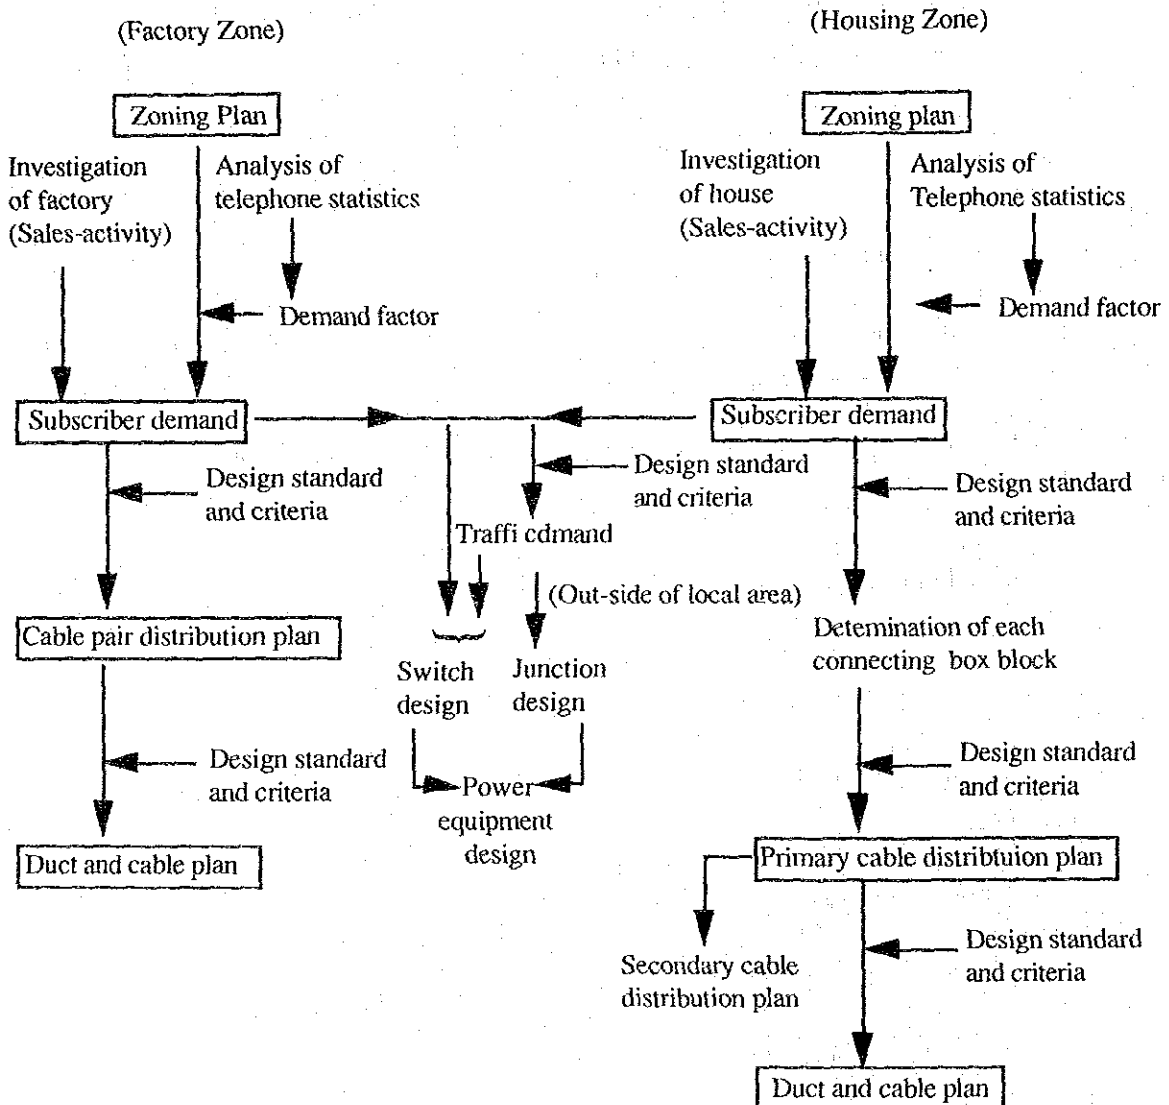 (Factory Zone)
(Housing Zone)
Zoning Plan
Zoning plan
Investigation
of factory
(Sales-activity)
Analysis of
telephone statistics
Demand factor
Investigation
of house
(Sales-activity)
Analysis of
Telephone statistics
Demand factor
Subscriber demand
Subscriber demand
Design standard
and criteria
Design standard
and criteria
Design standard
and criteria
Traffi cdmand
(Out-side of local area)
Cable pair distribution plan
Switch
design
Junction
design
Detemination of each
connecting box block
Design standard
and criteria
Power
equipment
design
Design standard
and criteria
Duct and cable plan
Primary cable distribtuion plan
Secondary cable
distribution plan
Design standard
and criteria
Duct and cable plan